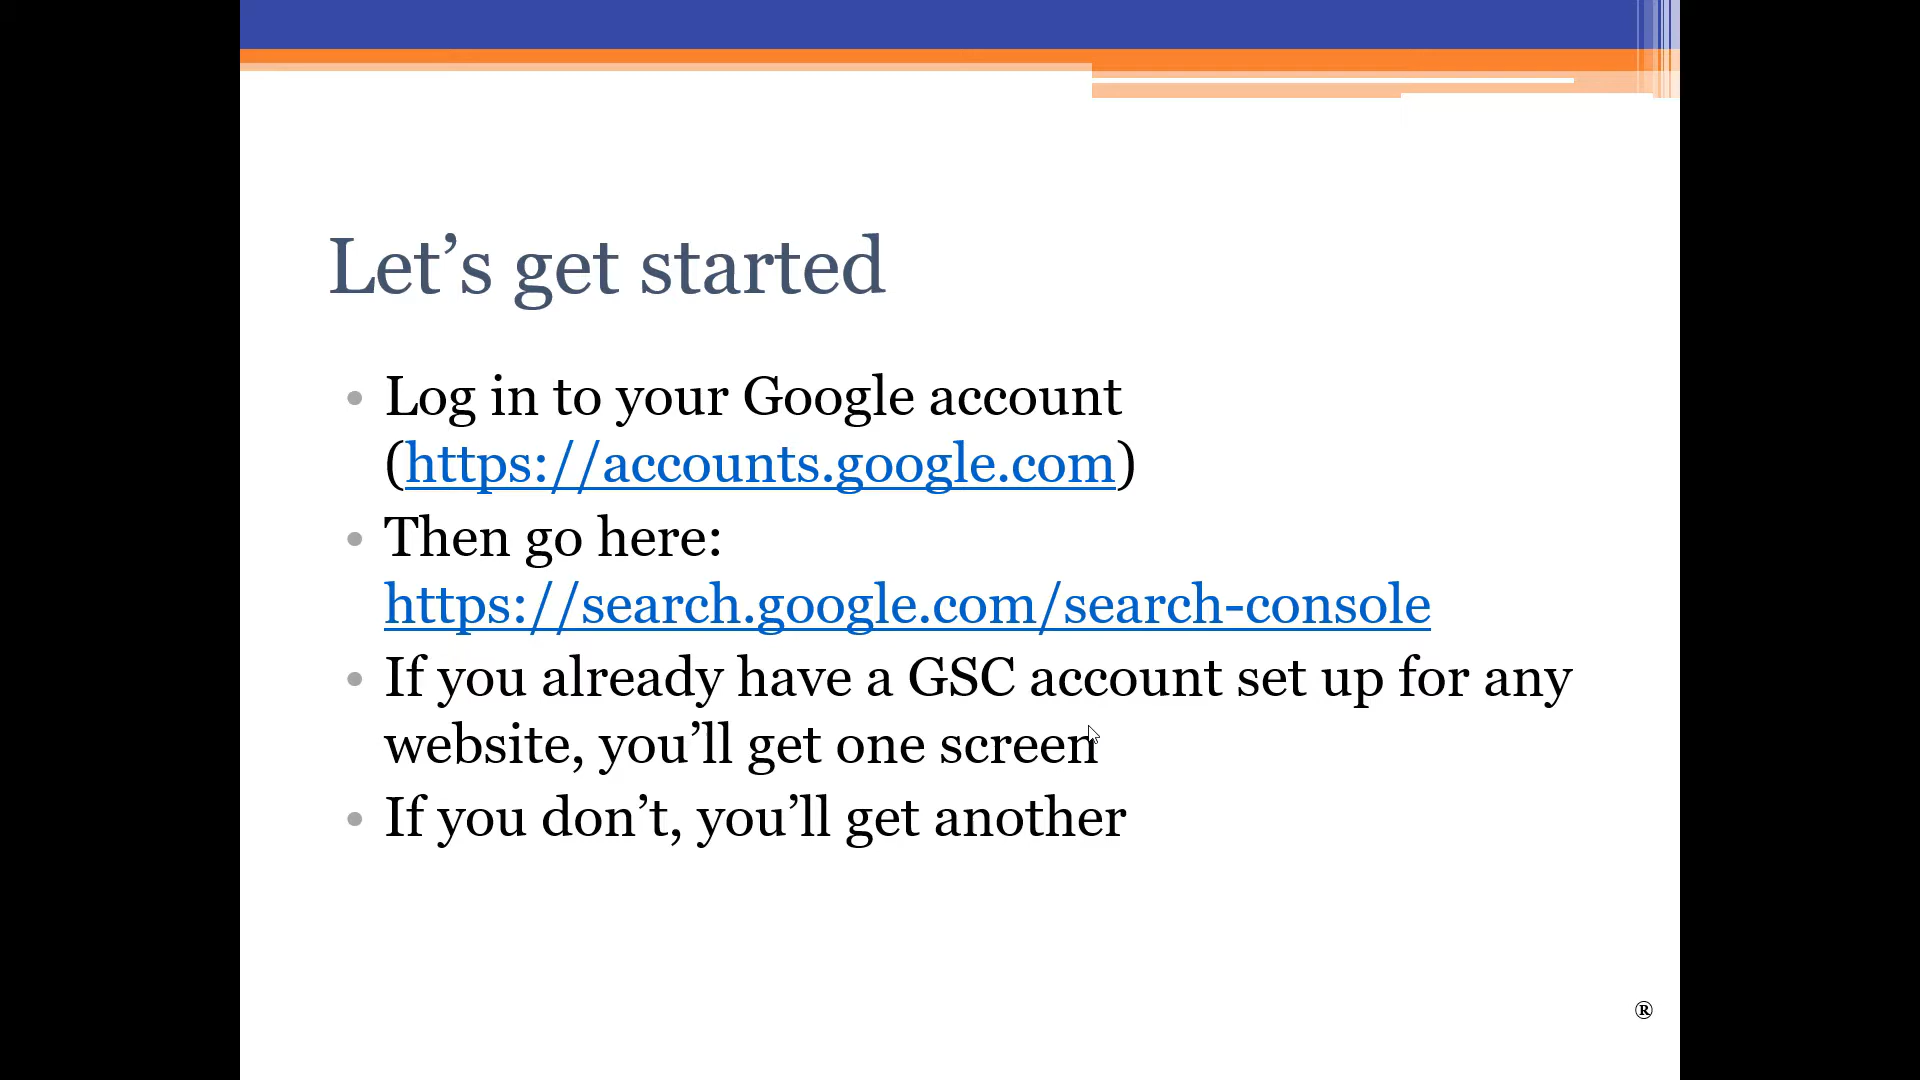 Let’s get started
• Log in to your Google account
(https://accounts.google.com)
• Then go here:
https://search.google.com/search-console
• If you already have a GSC account set up for any
website, you’ll get one screen
• If you don’t, you’ll get another
®